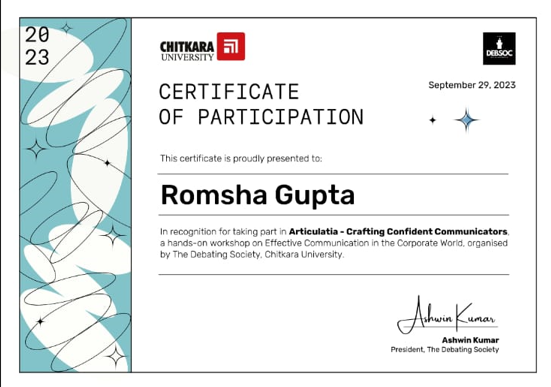 20
23
CHITKARA
UNIVERSITY
DEBSOC
September 29, 2023
CERTIFICATE
OF PARTICIPATION
This certificate is proudly presented to:
Romsha Gupta
In recognition for taking part in Articulatia - Crafting Confident Communicators,
a hands-on workshop on Effective Communication in the Corporate World, organised
by The Debating Society, Chitkara University.
Ashwin Kumar
Ashwin Kumar
President, The Debating Society